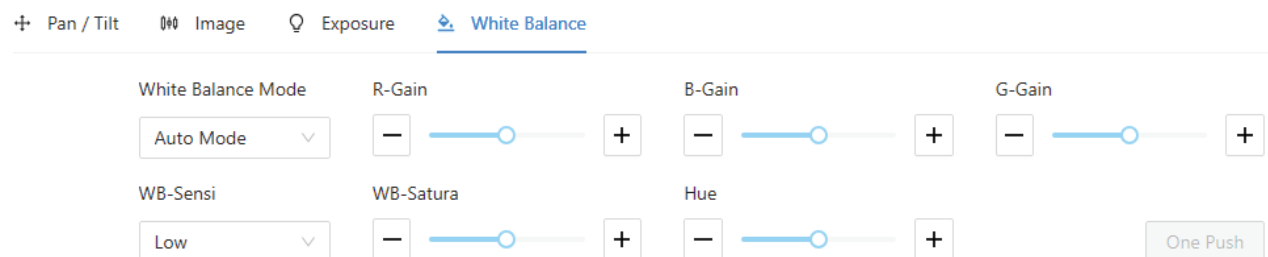 Pan / Tilt Image Exposure White Balance
White Balance Mode R-Gain B-Gain G-Gain
Auto Mode
WB-Sensi WB-Satura Hue
Low One Push